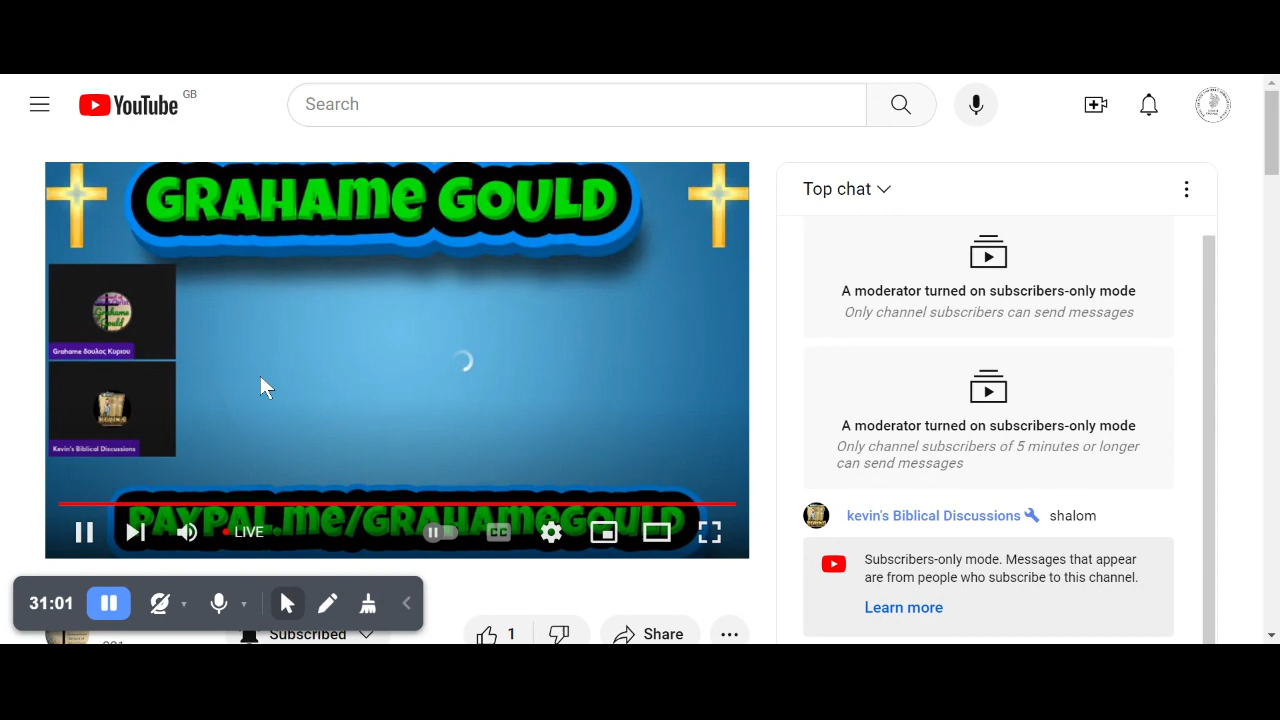 YouTube GB
Search
GRAHAME GOULD
Grahame δουλος Κυριου
Kevin's Biblical Discussions
PAYPAL.ME/GRAHAMEGOULD
LIVE
CC
31:01
Subscribed
1
Share
Top chat
A moderator turned on subscribers-only mode
Only channel subscribers can send messages
A moderator turned on subscribers-only mode
Only channel subscribers of 5 minutes or longer
can send messages
kevin's Biblical Discussions shalom
Subscribers-only mode. Messages that appear
are from people who subscribe to this channel.
Learn more